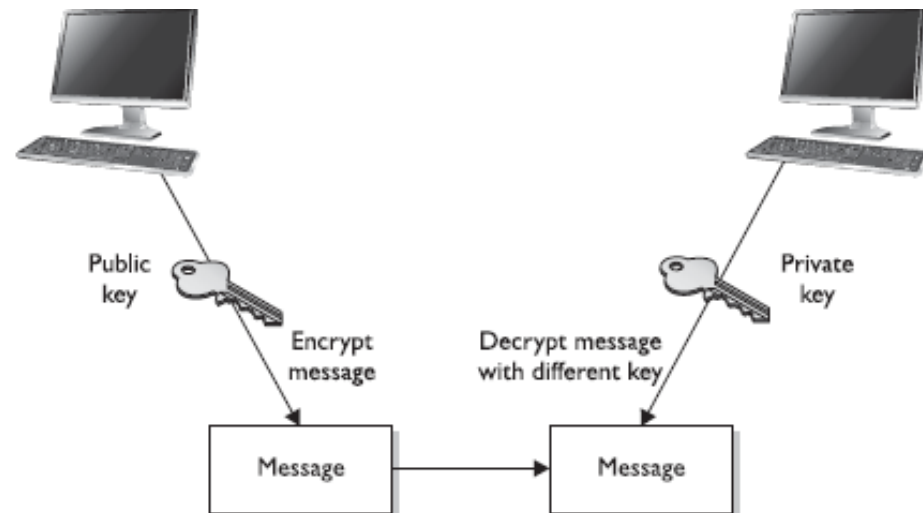 Public
key
Private
key
Encrypt
message
Decrypt message
with different key
Message
Message